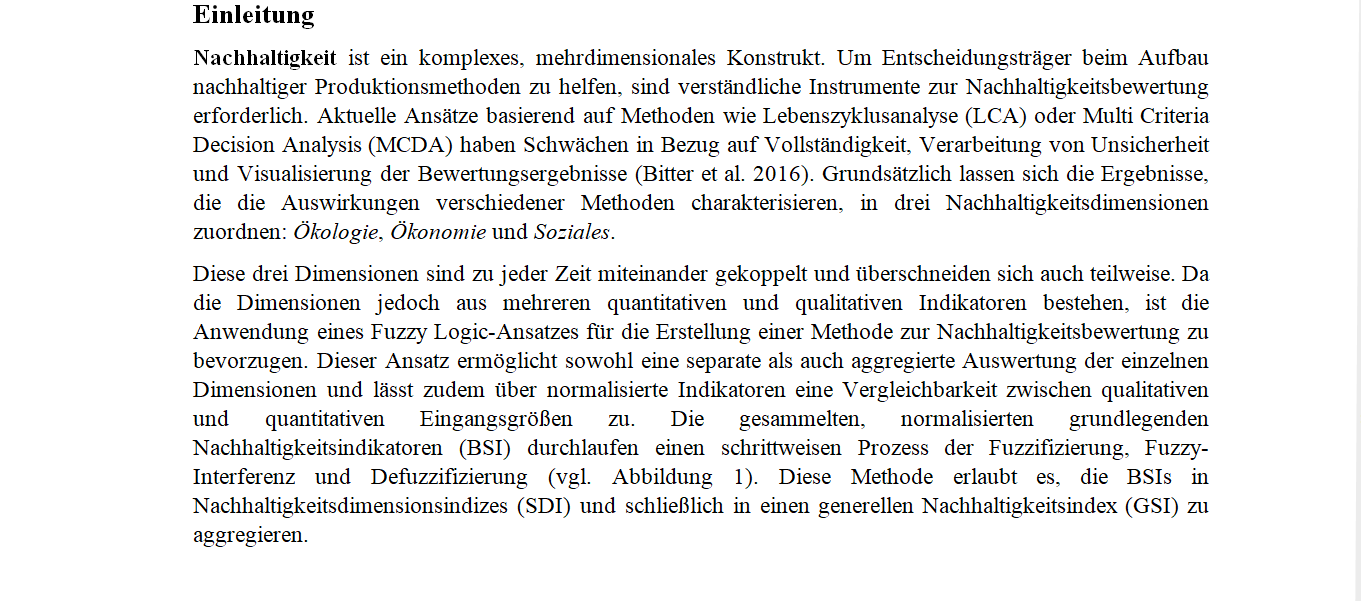 Einleitung
Nachhaltigkeit ist ein komplexes, mehrdimensionales Konstrukt. Um Entscheidungsträger beim Aufbau
nachhaltiger Produktionsmethoden zu helfen, sind verständliche Instrumente zur Nachhaltigkeitsbewertung
erforderlich. Aktuelle Ansätze basierend auf Methoden wie Lebenszyklusanalyse (LCA) oder Multi Criteria
Decision Analysis (MCDA) haben Schwächen in Bezug auf Vollständigkeit, Verarbeitung von Unsicherheit
und Visualisierung der Bewertungsergebnisse (Bitter et al. 2016). Grundsätzlich lassen sich die Ergebnisse,
die die Auswirkungen verschiedener Methoden charakterisieren, in drei Nachhaltigkeitsdimensionen
zuordnen: Ökologie, Ökonomie und Soziales.
Diese drei Dimensionen sind zu jeder Zeit miteinander gekoppelt und überschneiden sich auch teilweise. Da
die Dimensionen jedoch aus mehreren quantitativen und qualitativen Indikatoren bestehen, ist die
Anwendung eines Fuzzy Logic-Ansatzes für die Erstellung einer Methode zur Nachhaltigkeitsbewertung zu
bevorzugen. Dieser Ansatz ermöglicht sowohl eine separate als auch aggregierte Auswertung der einzelnen
Dimensionen und lässt zudem über normalisierte Indikatoren eine Vergleichbarkeit zwischen qualitativen
und quantitativen Eingangsgrößen zu. Die gesammelten, normalisierten grundlegenden
Nachhaltigkeitsindikatoren (BSI) durchlaufen einen schrittweisen Prozess der Fuzzifizierung, Fuzzy-
Interferenz und Defuzzifizierung (vgl. Abbildung 1). Diese Methode erlaubt es, die BSIs in
Nachhaltigkeitsdimensionsindizes (SDI) und schließlich in einen generellen Nachhaltigkeitsindex (GSI) zu
aggregieren.